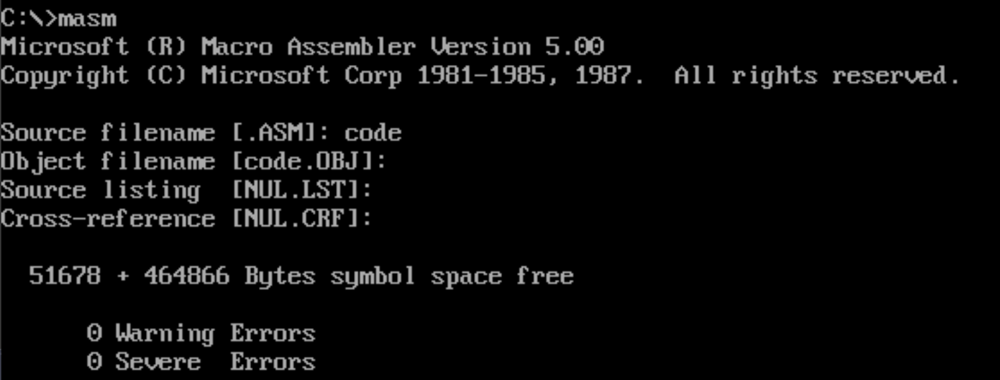 C:\>masm
Microsoft (R) Macro Assembler Version 5.00
Copyright (C) Microsoft Corp 1981-1985, 1987.  All rights reserved.
Source filename [.ASM]: code
Object filename [code.OBJ]:
Source listing  [NUL.LST]:
Cross-reference [NUL.CRF]:
51678 + 464866 Bytes symbol space free
0 Warning Errors
0 Severe  Errors